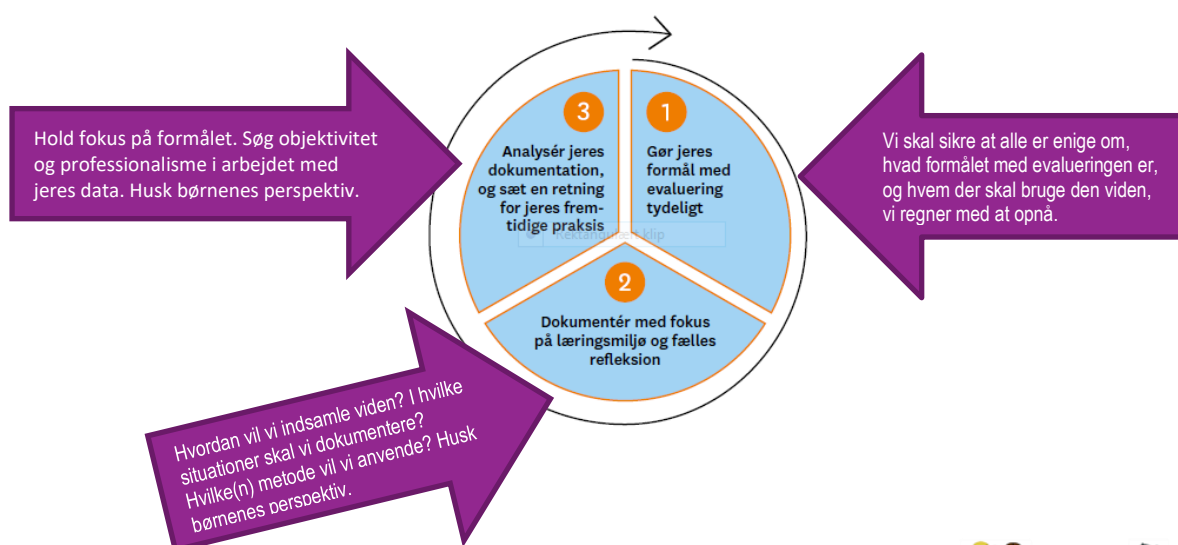 Hold fokus på formålet. Søg objektivitet
og professionalisme i arbejdet med
jeres data. Husk børnenes perspektiv.
3
Analysér jeres
dokumentation,
og sæt en retning
for jeres frem-
tidige praksis
1
Gør jeres
formål med
evaluering
tydeligt
Rektangulært klip
Vi skal sikre at alle er enige om,
hvad formålet med evalueringen er,
og hvem der skal bruge den viden,
vi regner med at opnå.
2
Dokumentér med fokus
på læringsmiljø og fælles
refleksion
Hvordan vil vi indsamle viden? I hvilke
situationer skal vi dokumentere?
Hvilke(n) metode vil vi anvende? Husk
børnenes perspektiv.